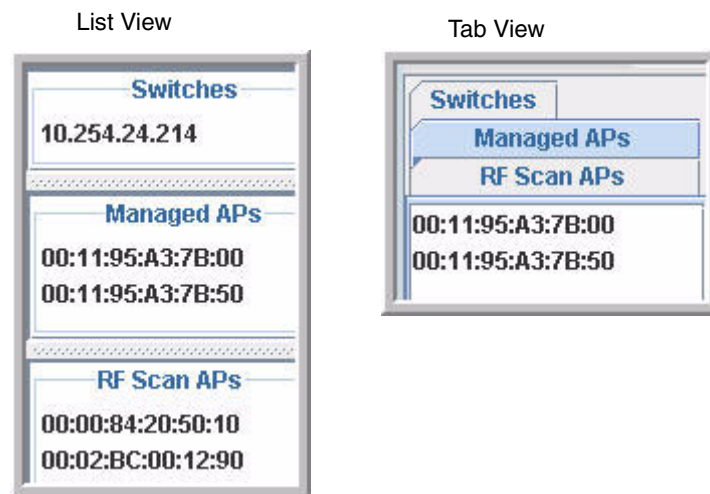 List View
Switches
10.254.24.214
Managed APs
00:11:95:A3:7B:00
00:11:95:A3:7B:50
RF Scan APs
00:00:84:20:50:10
00:02:BC:00:12:90
Tab View
Switches
Managed APs
RF Scan APs
00:11:95:A3:7B:00
00:11:95:A3:7B:50